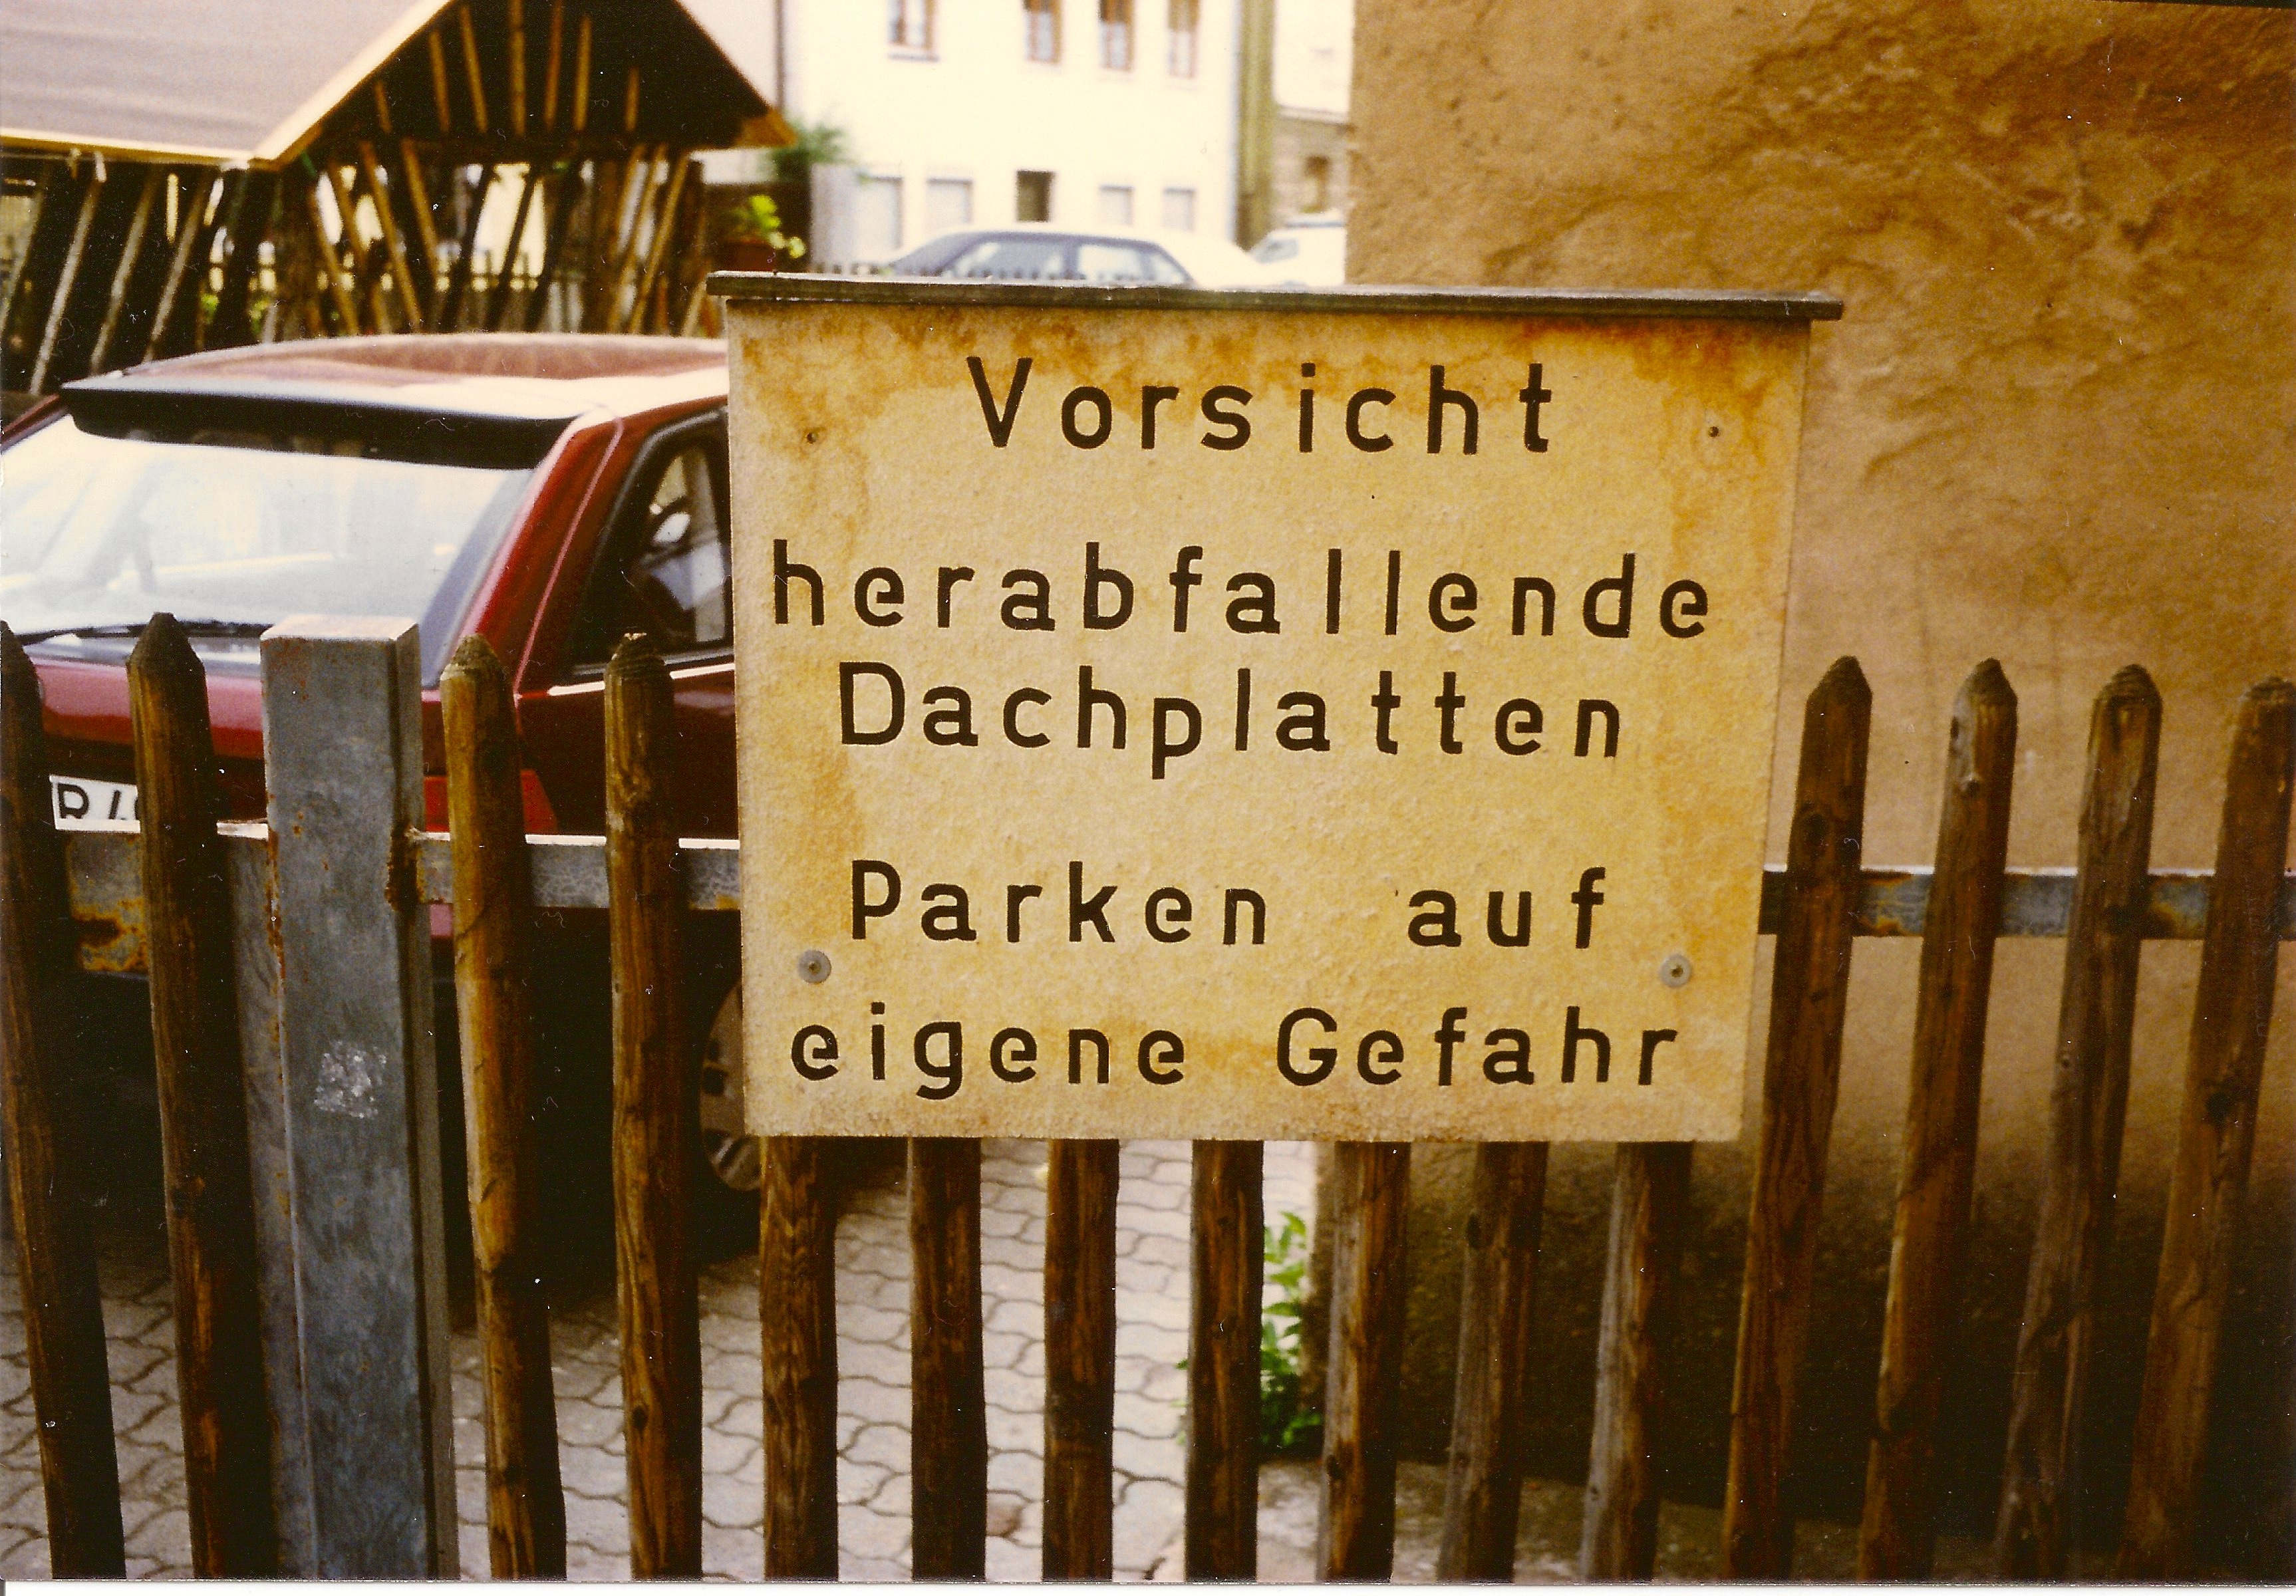 Vorsicht
herabfallende
Dachplatten
Parken auf
eigene Gefahr